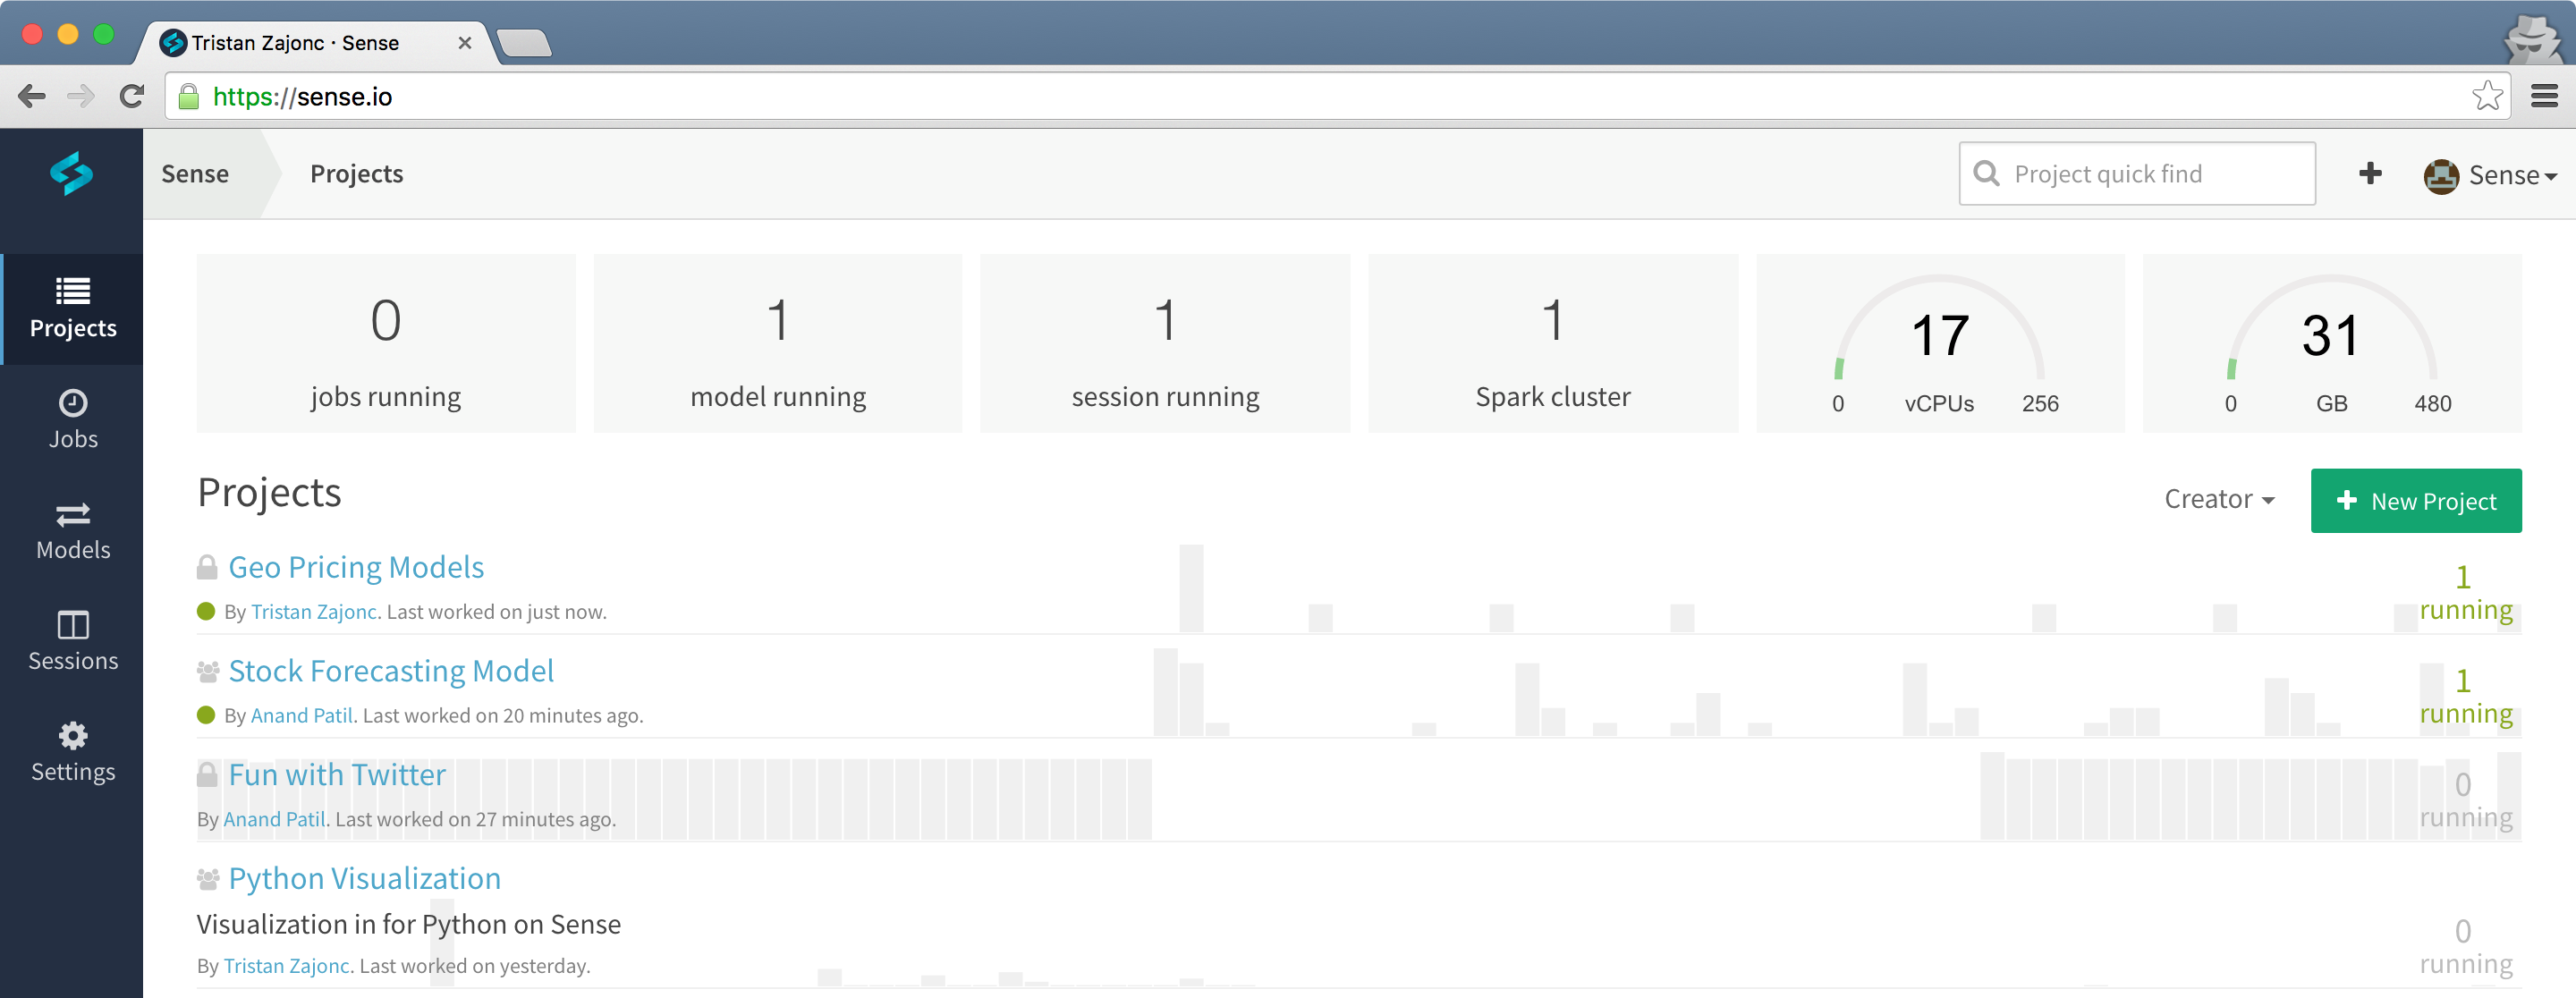 Tristan Zajonc · Sense
https://sense.io
Sense
Projects
Project quick find
Sense
Projects
Jobs
Models
Sessions
Settings
0
jobs running
1
model running
1
session running
1
Spark cluster
17
0 vCPUs 256
31
0 GB 480
Projects
Creator
New Project
Geo Pricing Models
By Tristan Zajonc. Last worked on just now.
1
running
Stock Forecasting Model
By Anand Patil. Last worked on 20 minutes ago.
1
running
Fun with Twitter
By Anand Patil. Last worked on 27 minutes ago.
0
running
Python Visualization
Visualization in for Python on Sense
By Tristan Zajonc. Last worked on yesterday.
0
running